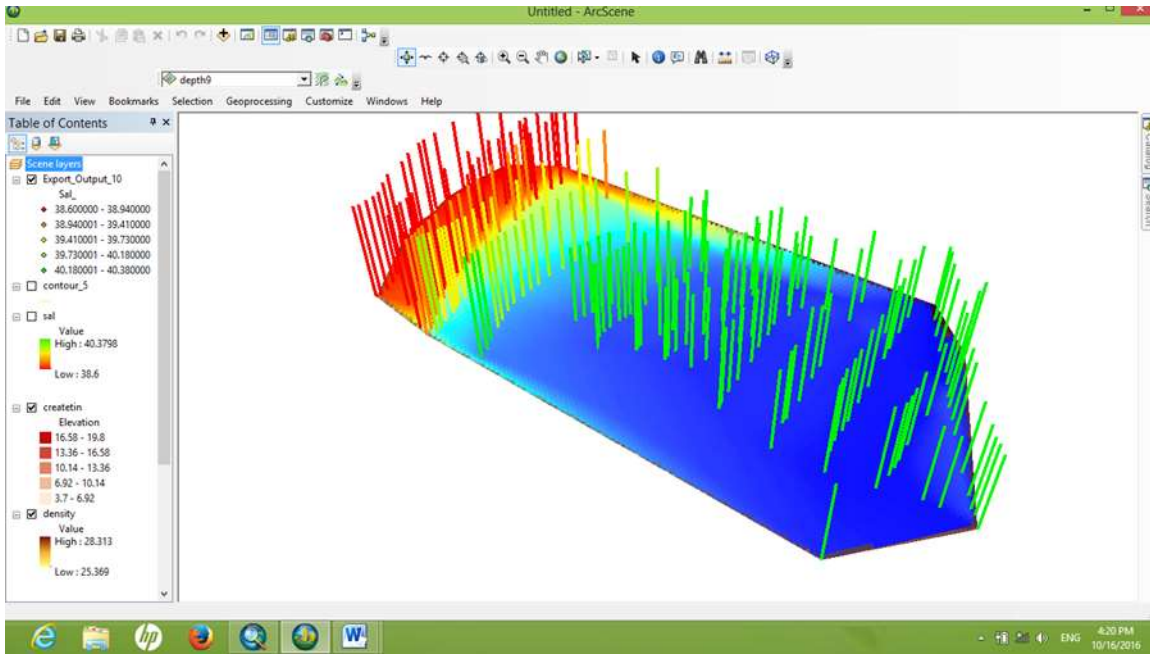 Untitled - ArcScene
depth9
File Edit View Bookmarks Selection Geoprocessing Customize Windows Help
Table of Contents
Scene layers
Export_Output_10
Sal_
38.600000 - 38.940000
38.940001 - 39.410000
39.410001 - 39.730000
39.730001 - 40.180000
40.180001 - 40.380000
contour_5
sal
Value
High : 40.3798
Low : 38.6
createtin
Elevation
16.58 - 19.8
13.36 - 16.58
10.14 - 13.36
6.92 - 10.14
3.7 - 6.92
density
Value
High : 28.313
Low : 25.369
Catalog
Search
hp
W
ENG
4:20 PM
10/16/2016